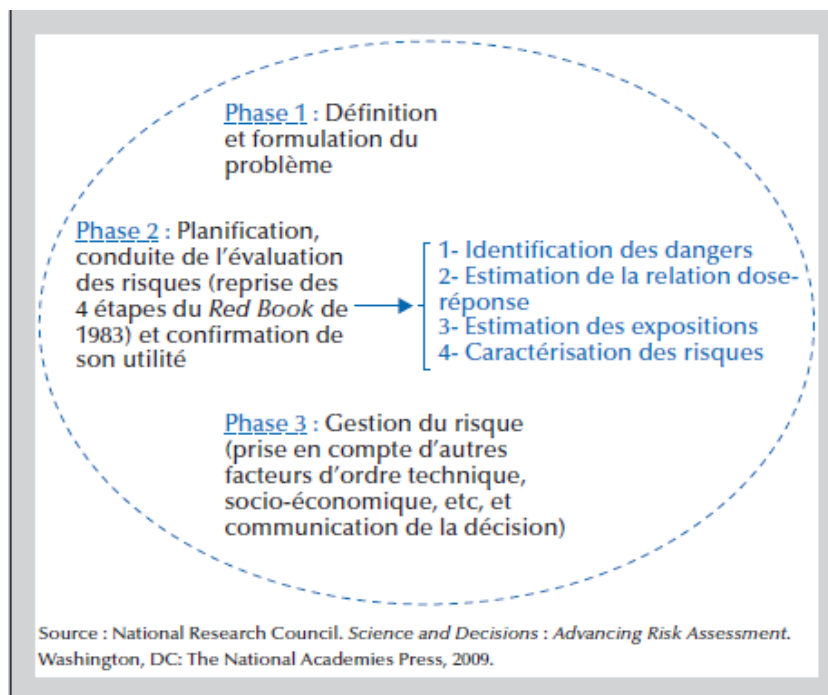 Phase 1 : Définition
et formulation du
problème
Phase 2 : Planification,
conduite de l'évaluation
des risques (reprise des
4 étapes du Red Book de
1983) et confirmation de
son utilité
1- Identification des dangers
2- Estimation de la relation dose-
réponse
3- Estimation des expositions
4- Caractérisation des risques
Phase 3 : Gestion du risque
(prise en compte d'autres
facteurs d'ordre technique,
socio-économique, etc, et
communication de la décision)
Source : National Research Council. Science and Decisions : Advancing Risk Assessment.
Washington, DC: The National Academies Press, 2009.